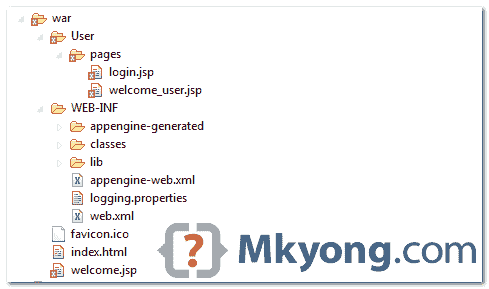 war
User
pages
login.jsp
welcome_user.jsp
WEB-INF
appengine-generated
classes
lib
appengine-web.xml
logging.properties
web.xml
favicon.ico
index.html
welcome.jsp
{?} Mkyong.com